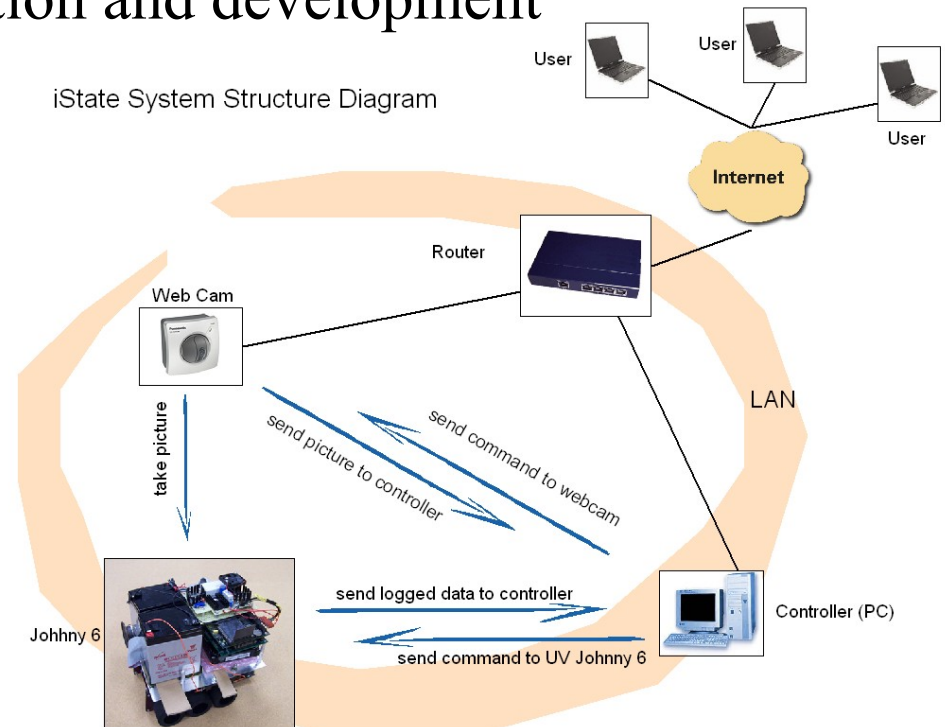 tion and development
iState System Structure Diagram
User
User
User
Internet
Router
Web Cam
LAN
take picture
send picture to controller
send command to webcam
send logged data to controller
send command to UV Johnny 6
Johhny 6
Controller (PC)